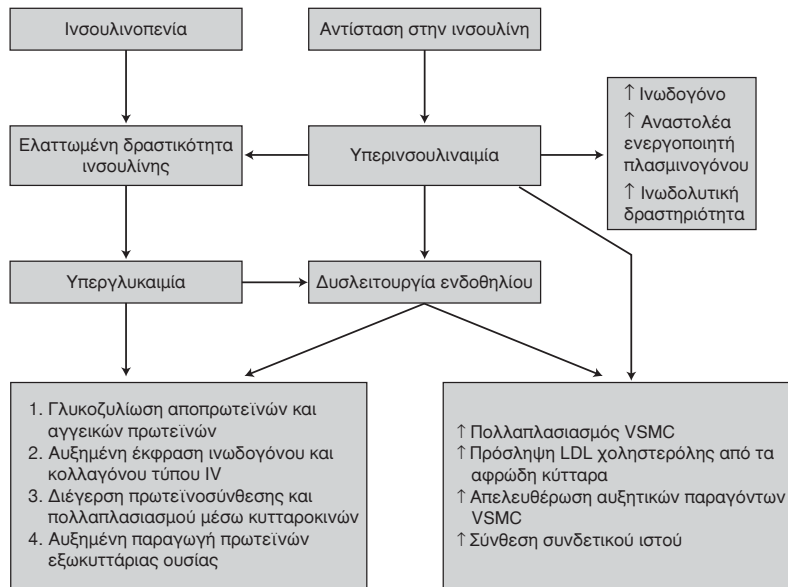 Ινσουλινοπενία
Αντίσταση στην ινσουλίνη
↑ Ινωδογόνο
↑ Αναστολέα
ενεργοποιητή
πλασμινογόνου
↑ Ινωδολυτική
δραστηριότητα
Ελαττωμένη δραστικότητα
ινσουλίνης
Υπερινσουλιναιμία
Υπεργλυκαιμία
Δυσλειτουργία ενδοθηλίου
1. Γλυκοζυλίωση αποπρωτεϊνών και
αγγεικών πρωτεϊνών
2. Αυξημένη έκφραση ινωδογόνου και
κολλαγόνου τύπου IV
3. Διέγερση πρωτεϊνοσύνθεσης και
πολλαπλασιασμού μέσω κυτταροκινών
4. Αυξημένη παραγωγή πρωτεϊνών
εξωκυττάριας ουσίας
↑ Πολλαπλασιασμός VSMC
↑ Πρόσληψη LDL χοληστερόλης από τα
αφρώδη κύτταρα
↑ Απελευθέρωση αυξητικών παραγόντων
VSMC
↑ Σύνθεση συνδετικού ιστού